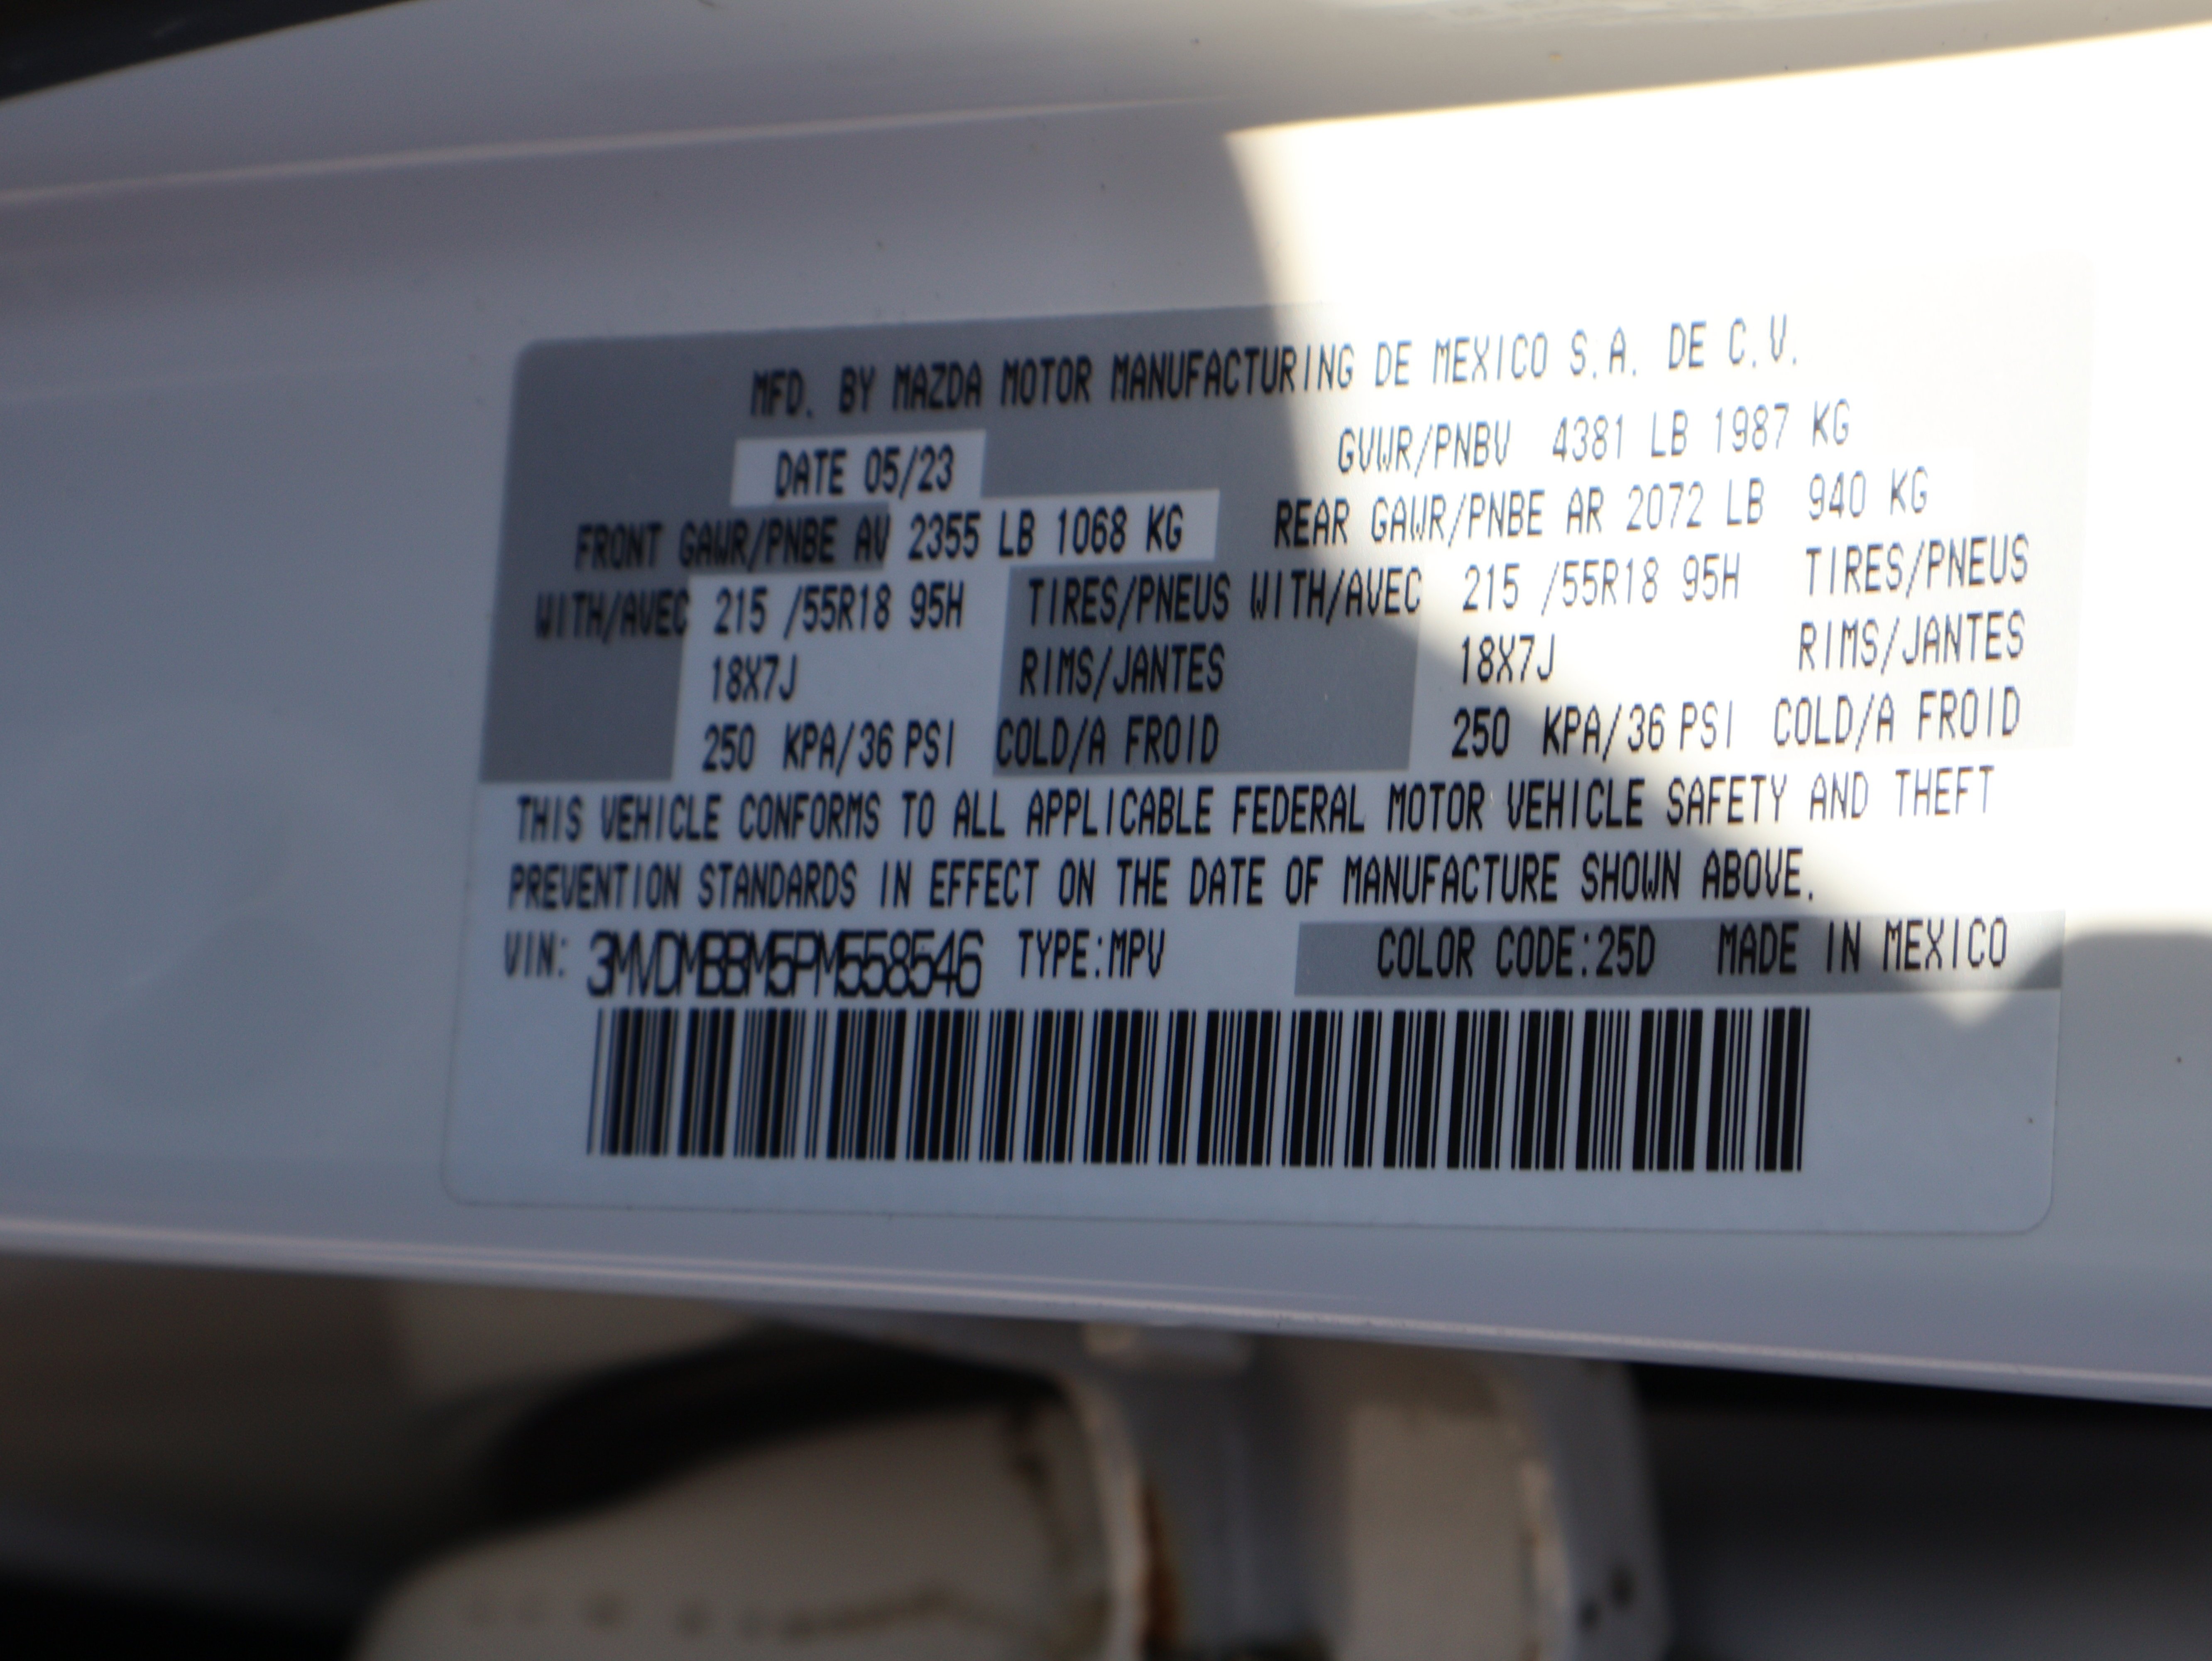 MFD. BY MAZDA MOTOR MANUFACTURING DE MEXICO S.A. DE C.V.
DATE 05/23 GVWR/PNBV 4381 LB 1987 KG
FRONT GAWR/PNBE AV 2355 LB 1068 KG REAR GAWR/PNBE AR 2072 LB 940 KG
WITH/AVEC 215 /55R18 95H TIRES/PNEUS WITH/AVEC 215 /55R18 95H TIRES/PNEUS
18X7J RIMS/JANTES 18X7J RIMS/JANTES
250 KPA/36 PSI COLD/A FROID 250 KPA/36 PSI COLD/A FROID
THIS VEHICLE CONFORMS TO ALL APPLICABLE FEDERAL MOTOR VEHICLE SAFETY AND THEFT
PREVENTION STANDARDS IN EFFECT ON THE DATE OF MANUFACTURE SHOWN ABOVE.
VIN: 3MVDMBBM5PM558546 TYPE:MPV COLOR CODE:25D MADE IN MEXICO